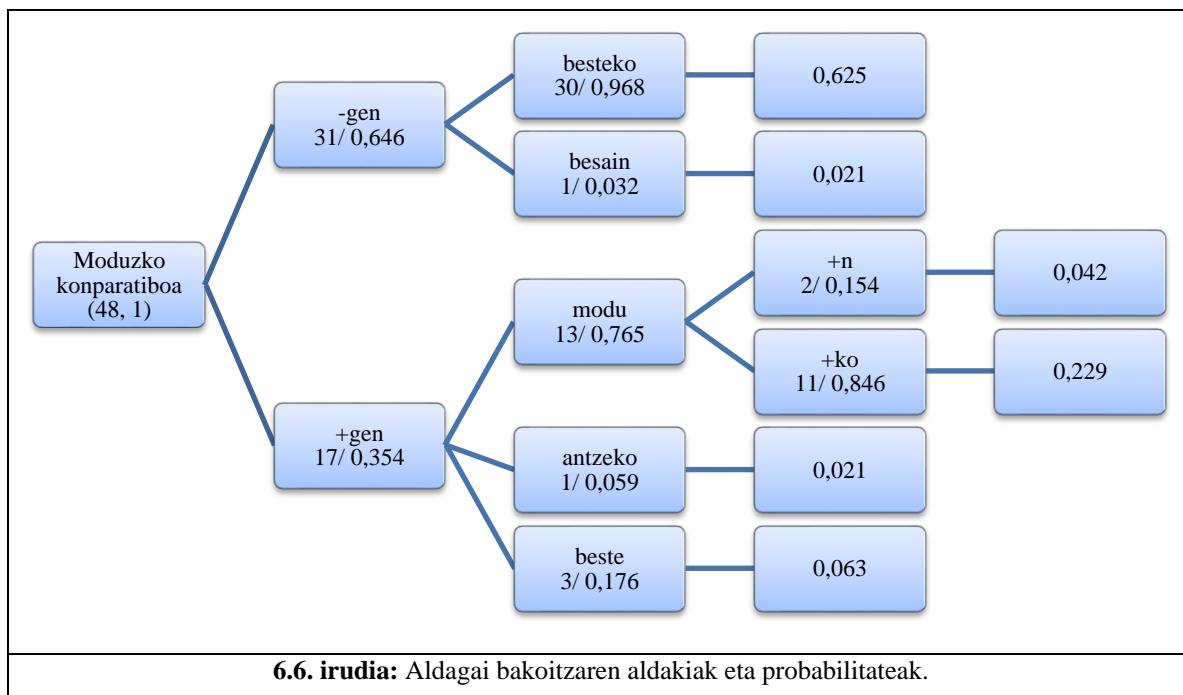 Moduzko
konparatiboa
(48, 1)
-gen
31/ 0,646
besteko
30/ 0,968
0,625
besain
1/ 0,032
0,021
+gen
17/ 0,354
modu
13/ 0,765
+n
2/ 0,154
0,042
+ko
11/ 0,846
0,229
antzeko
1/ 0,059
0,021
beste
3/ 0,176
0,063
6.6. irudia: Aldagai bakoitzaren aldakiak eta probabilitateak.